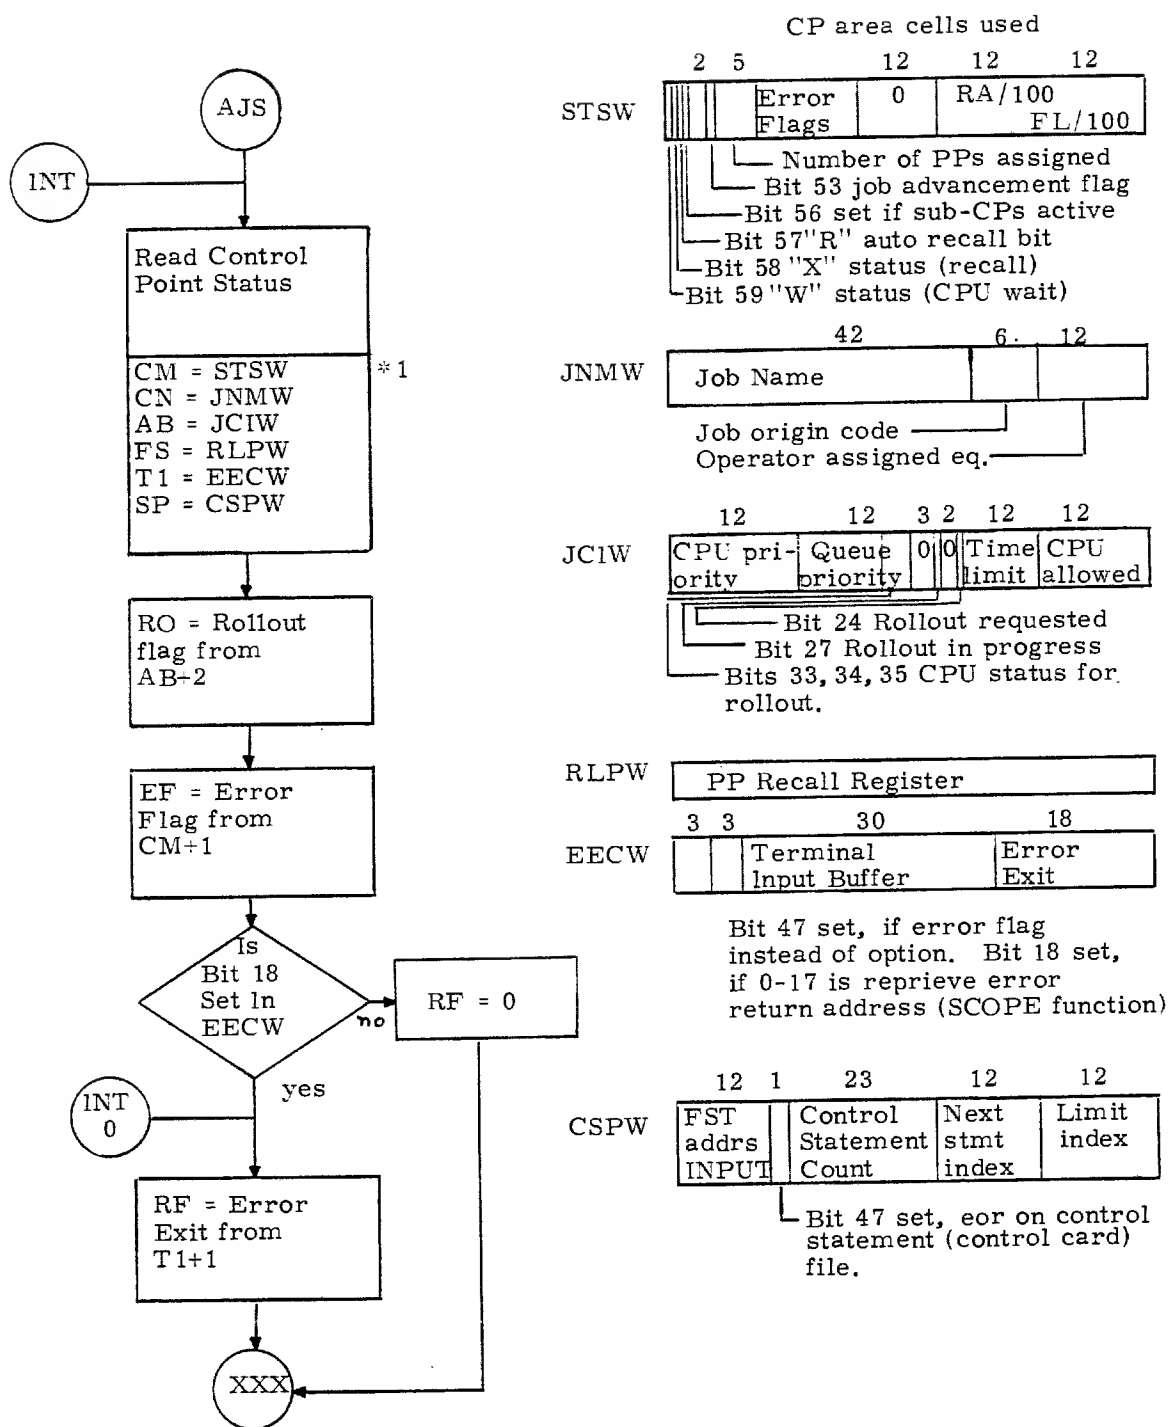 AJS
INT
Read Control
Point Status
CM = STSW
CN = JNMW
AB = JCIW
FS = RLPW
T1 = EECW
SP = CSPW
*1
RO = Rollout
flag from
AB+2
EF = Error
Flag from
CM+1
Is
Bit 18
Set In
EECW
no
RF = 0
yes
INT
0
RF = Error
Exit from
T1+1
XXX
CP area cells used
2 5 12 12 12
STSW
Error
Flags
0
RA/100
FL/100
Number of PPs assigned
Bit 53 job advancement flag
Bit 56 set if sub-CPs active
Bit 57 "R" auto recall bit
Bit 58 "X" status (recall)
Bit 59 "W" status (CPU wait)
42 6. 12
JNMW
Job Name
Job origin code
Operator assigned eq.
12 12 3 2 12 12
JCIW
CPU pri-
ority
Queue
priority
0
0
Time
limit
CPU
allowed
Bit 24 Rollout requested
Bit 27 Rollout in progress
Bits 33, 34, 35 CPU status for
rollout.
RLPW
PP Recall Register
3 3 30 18
EECW
Terminal
Input Buffer
Error
Exit
Bit 47 set, if error flag
instead of option. Bit 18 set,
if 0-17 is reprieve error
return address (SCOPE function)
12 1 23 12 12
CSPW
FST
addrs
INPUT
Control
Statement
Count
Next
stmt
index
Limit
index
Bit 47 set, eor on control
statement (control card)
file.